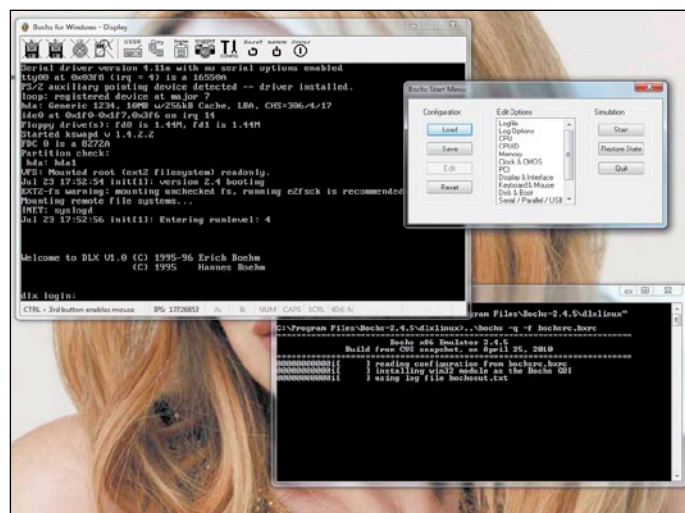 Bochs for Windows - Display
USER
Copy
Reset
Power
CONFIG
Serial driver version 4.11a with no serial options enabled
tty00 at 0x03f8 (irq = 4) is a 16550A
PS/2 auxiliary pointing device detected -- driver installed.
loop: registered device at major 7
hda: Generic 1234, 10MB w/256kB Cache, LBA, CHS=306/4/17
ide0 at 0x1f0-0x1f7,0x3f6 on irq 14
Floppy drive(s): fd0 is 1.44M, fd1 is 1.44M
Started kswapd v 1.4.2.2
FDC 0 is a 8272A
Partition check:
hda: hda1
VFS: Mounted root (ext2 filesystem) readonly.
Jul 23 17:52:54 init[1]: version 2.4 booting
EXT2-fs warning: mounting unchecked fs, running e2fsck is recommended
Mounting remote file systems...
INET: syslogd
Jul 23 17:52:56 init[1]: Entering runlevel: 4
Welcome to DLX V1.0 (C) 1995-96 Erich Boehm
(C) 1995 Hannes Boehm
dlx login:
CTRL + 3rd button enables mouse IPS: 17726853 A: B: NUM CAPS SCRL HD:0-M
Bochs Start Menu
Configuration
Load
Save
Edit
Reset
Edit Options
Logfile
Log Options
CPU
CPUID
Memory
Clock & CMOS
PCI
Display & Interface
Keyboard & Mouse
Disk & Boot
Serial / Parallel / USB
Simulation
Start
Restore State
Quit
ram Files\Bochs-2.4.5\dlxlinux"
C:\Program Files\Bochs-2.4.5\dlxlinux>..\bochs -q -f bochsrc.bxrc
Bochs x86 Emulator 2.4.5
Build from CVS snapshot, on April 25, 2010
00000000000i[ ] reading configuration from bochsrc.bxrc
00000000000i[ ] installing win32 module as the Bochs GUI
00000000000i[ ] using log file bochsout.txt